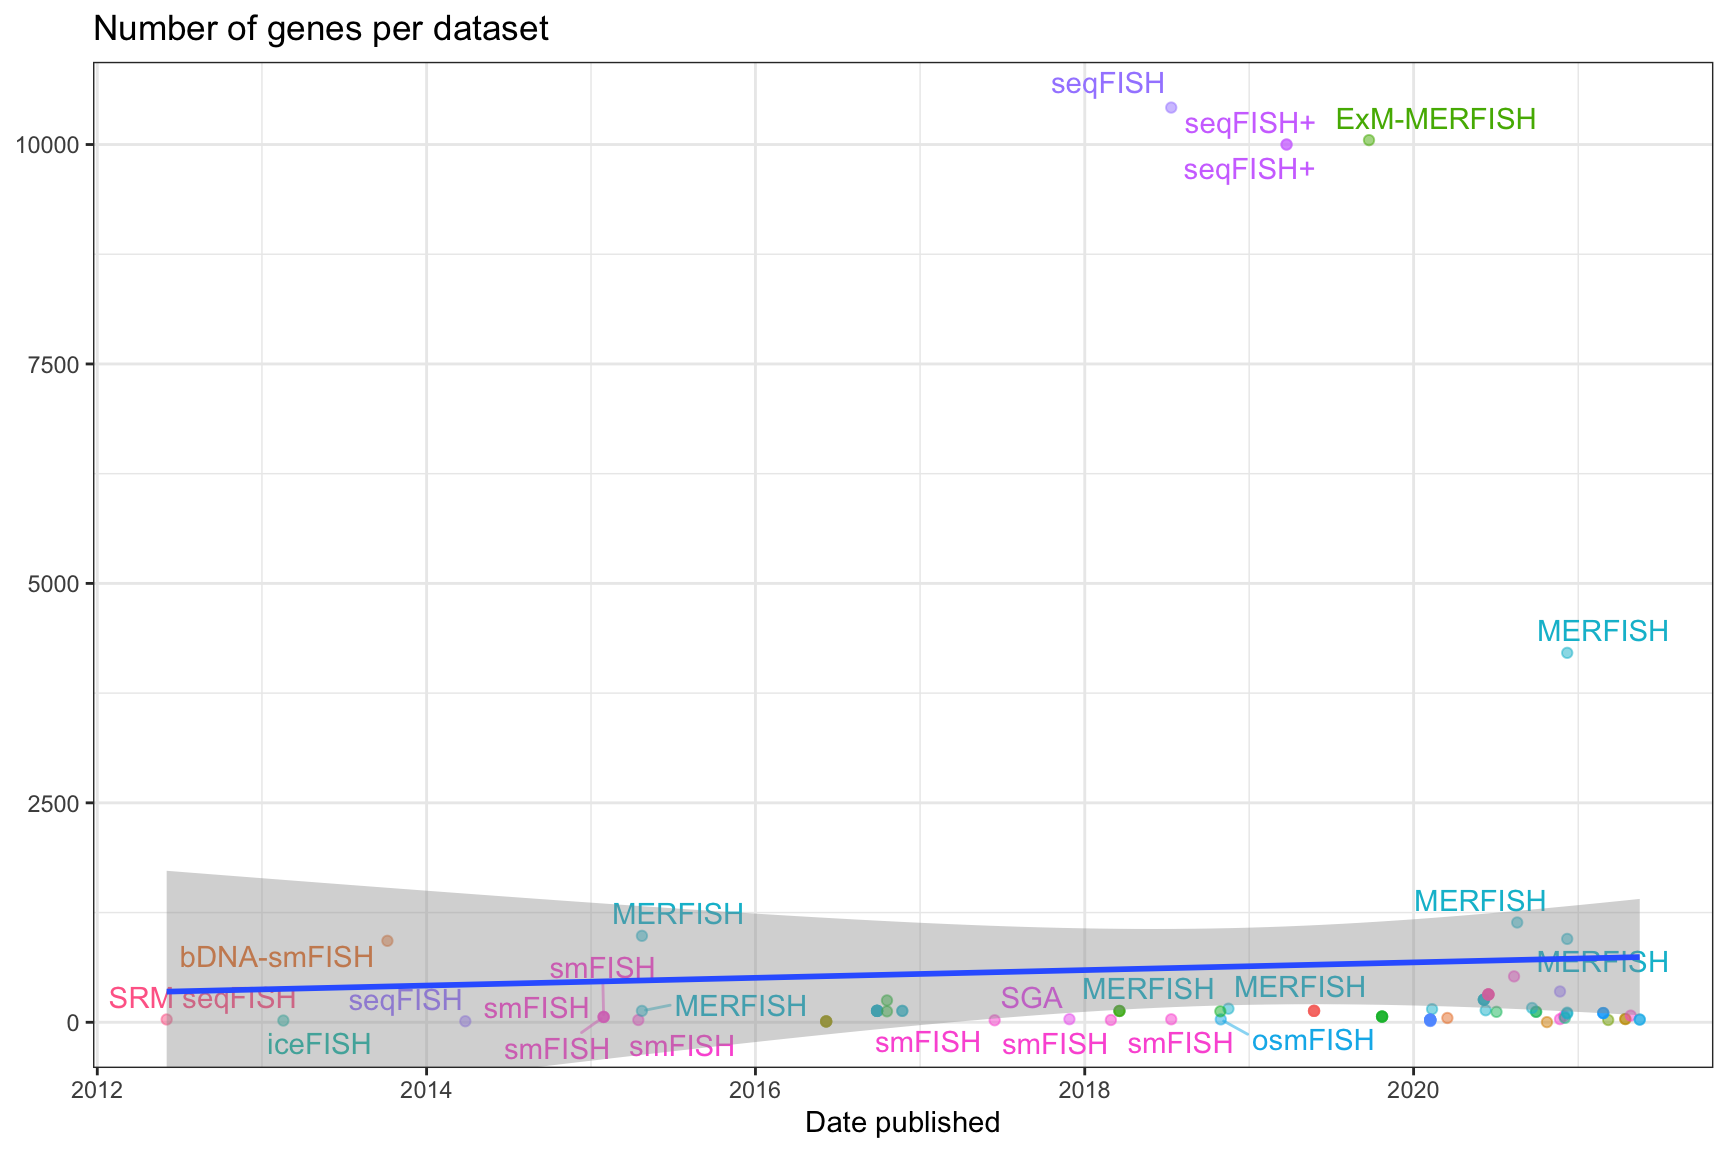 Number of genes per dataset
seqFISH
seqFISH+
ExM-MERFISH
10000
seqFISH+
7500
5000
MERFISH
2500
MERFISH
MERFISH
bDNA-smFISH
smFISH
MERFISH
SRM seqFISH
seqFISH
smFISH
MERFISH
SGA
MERFISH
MERFISH
0
iceFISH
smFISH
smFISH
smFISH
smFISH
smFISH
osmFISH
2012
2014
2016
2018
2020
Date published